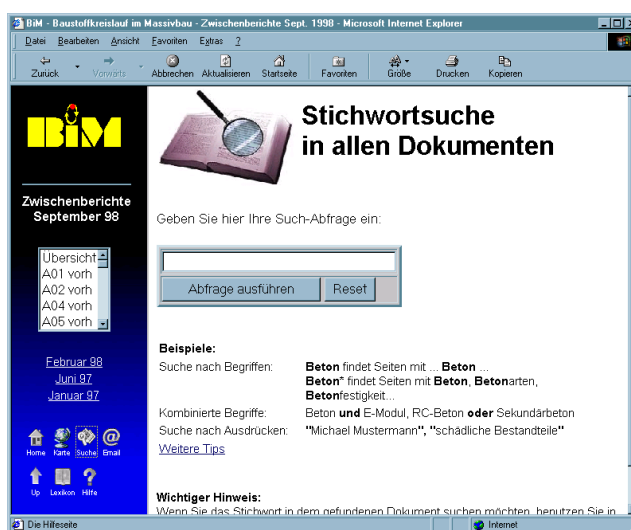 BiM - Baustoffkreislauf im Massivbau - Zwischenberichte Sept. 1998 - Microsoft Internet Explorer
Datei Bearbeiten Ansicht Favoriten Extras ?
Zurück Vorwärts Abbrechen Aktualisieren Startseite Favoriten Größe Drucken Kopieren
BiM
Zwischenberichte
September 98
Übersicht
A01 vorh
A02 vorh
A04 vorh
A05 vorh
Februar 98
Juni 97
Januar 97
Home Karte Suche Email
Up Lexikon Hilfe
Stichwortsuche
in allen Dokumenten
Geben Sie hier Ihre Such-Abfrage ein:
Abfrage ausführen Reset
Beispiele:
Suche nach Begriffen: Beton findet Seiten mit ... Beton ...
Beton* findet Seiten mit Beton, Betonarten,
Betonfestigkeit...
Kombinierte Begriffe: Beton und E-Modul, RC-Beton oder Sekundärbeton
Suche nach Ausdrücken: "Michael Mustermann", "schädliche Bestandteile"
Weitere Tips
Wichtiger Hinweis:
Wenn Sie das Stichwort in dem gefundenen Dokument suchen möchten, benutzen Sie in
Die Hilfeseite Internet